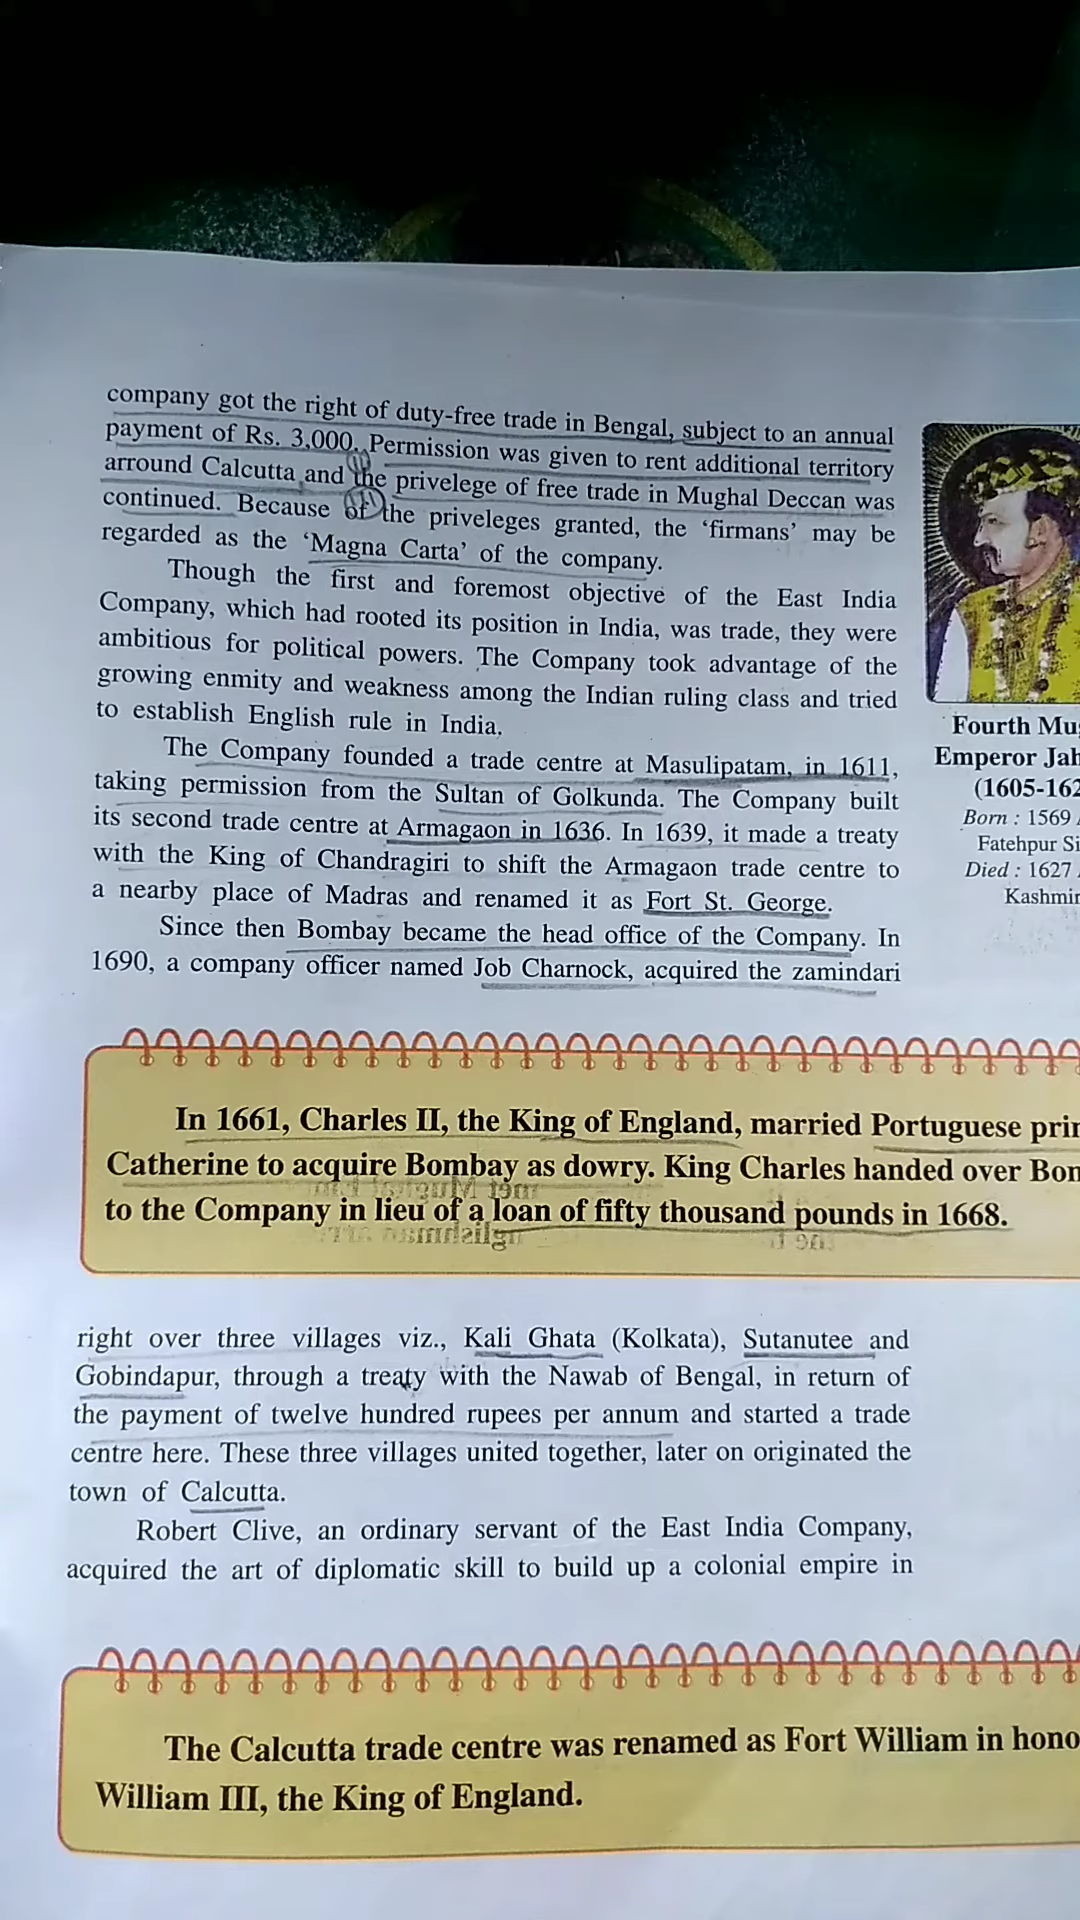 company got the right of duty-free trade in Bengal, subject to an annual
payment of Rs. 3,000. Permission was given to rent additional territory
arround Calcutta and the privelege of free trade in Mughal Deccan was
continued. Because of the priveleges granted, the ‘firmans’ may be
regarded as the ‘Magna Carta’ of the company.
Though the first and foremost objective of the East India
Company, which had rooted its position in India, was trade, they were
ambitious for political powers. The Company took advantage of the
growing enmity and weakness among the Indian ruling class and tried
to establish English rule in India.
The Company founded a trade centre at Masulipatam, in 1611,
taking permission from the Sultan of Golkunda. The Company built
its second trade centre at Armagaon in 1636. In 1639, it made a treaty
with the King of Chandragiri to shift the Armagaon trade centre to
a nearby place of Madras and renamed it as Fort St. George.
Since then Bombay became the head office of the Company. In
1690, a company officer named Job Charnock, acquired the zamindari
Fourth
Emperor
Born : 1569
Fatehpur
Died : 1627
Kashmir
In 1661, Charles II, the King of England, married Portuguese
Catherine to acquire Bombay as dowry. King Charles handed over
to the Company in lieu of a loan of fifty thousand pounds in 1668.
right over three villages viz., Kali Ghata (Kolkata), Sutanutee and
Gobindapur, through a treaty with the Nawab of Bengal, in return of
the payment of twelve hundred rupees per annum and started a trade
centre here. These three villages united together, later on originated the
town of Calcutta.
Robert Clive, an ordinary servant of the East India Company,
acquired the art of diplomatic skill to build up a colonial empire in
The Calcutta trade centre was renamed as Fort William in
William III, the King of England.